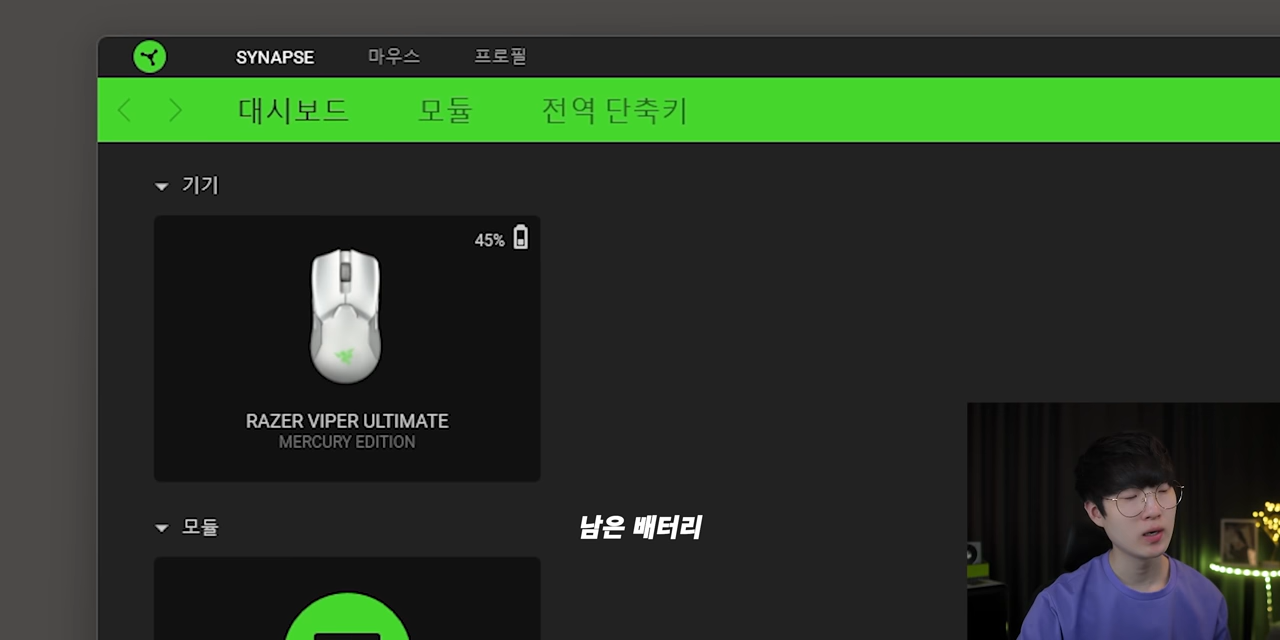 SYNAPSE 마우스 프로필
대시보드 모듈 전역 단축키
기기
45%
RAZER VIPER ULTIMATE
MERCURY EDITION
모듈
남은 배터리